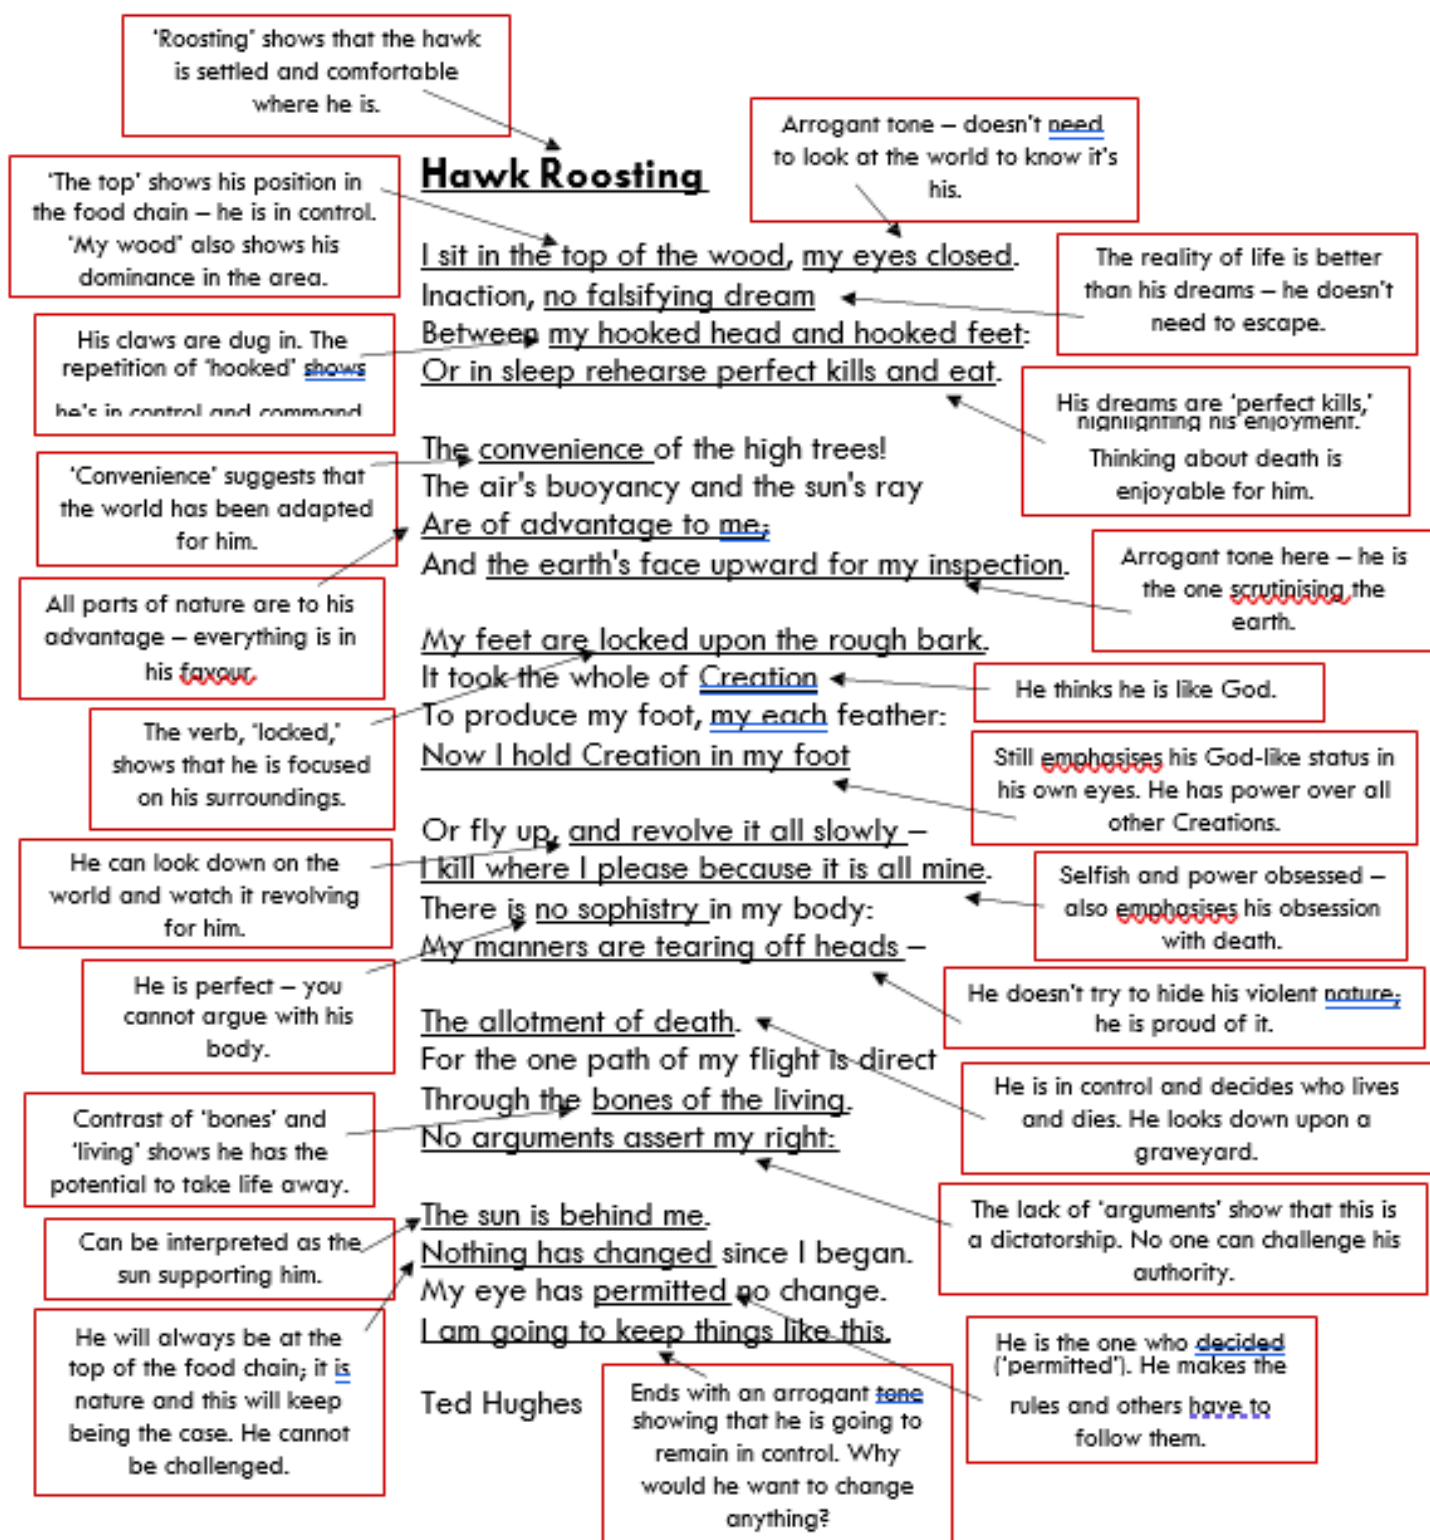 'Roosting' shows that the hawk
is settled and comfortable
where he is.
Arrogant tone – doesn't need
to look at the world to know it's
his.
Hawk Roosting
'The top' shows his position in
the food chain – he is in control.
'My wood' also shows his
dominance in the area.
I sit in the top of the wood, my eyes closed.
Inaction, no falsifying dream
Between my hooked head and hooked feet:
Or in sleep rehearse perfect kills and eat.
The reality of life is better
than his dreams – he doesn't
need to escape.
His claws are dug in. The
repetition of 'hooked' shows
he's in control and command
His dreams are 'perfect kills,'
highlighting his enjoyment.
Thinking about death is
enjoyable for him.
'Convenience' suggests that
the world has been adapted
for him.
The convenience of the high trees!
The air's buoyancy and the sun's ray
Are of advantage to me;
And the earth's face upward for my inspection.
Arrogant tone here – he is
the one scrutinising the
earth.
All parts of nature are to his
advantage – everything is in
his favour.
My feet are locked upon the rough bark.
It took the whole of Creation
To produce my foot, my each feather:
Now I hold Creation in my foot
He thinks he is like God.
The verb, 'locked,'
shows that he is focused
on his surroundings.
Still emphasises his God-like status in
his own eyes. He has power over all
other Creations.
Or fly up, and revolve it all slowly –
I kill where I please because it is all mine.
There is no sophistry in my body:
My manners are tearing off heads –
He can look down on the
world and watch it revolving
for him.
Selfish and power obsessed –
also emphasises his obsession
with death.
He is perfect – you
cannot argue with his
body.
He doesn't try to hide his violent nature;
he is proud of it.
The allotment of death.
For the one path of my flight is direct
Through the bones of the living.
No arguments assert my right:
He is in control and decides who lives
and dies. He looks down upon a
graveyard.
Contrast of 'bones' and
'living' shows he has the
potential to take life away.
The lack of 'arguments' show that this is
a dictatorship. No one can challenge his
authority.
Can be interpreted as the
sun supporting him.
The sun is behind me.
Nothing has changed since I began.
My eye has permitted no change.
I am going to keep things like this.
He will always be at the
top of the food chain; it is
nature and this will keep
being the case. He cannot
be challenged.
He is the one who decided
('permitted'). He makes the
rules and others have to
follow them.
Ted Hughes
Ends with an arrogant tone
showing that he is going to
remain in control. Why
would he want to change
anything?